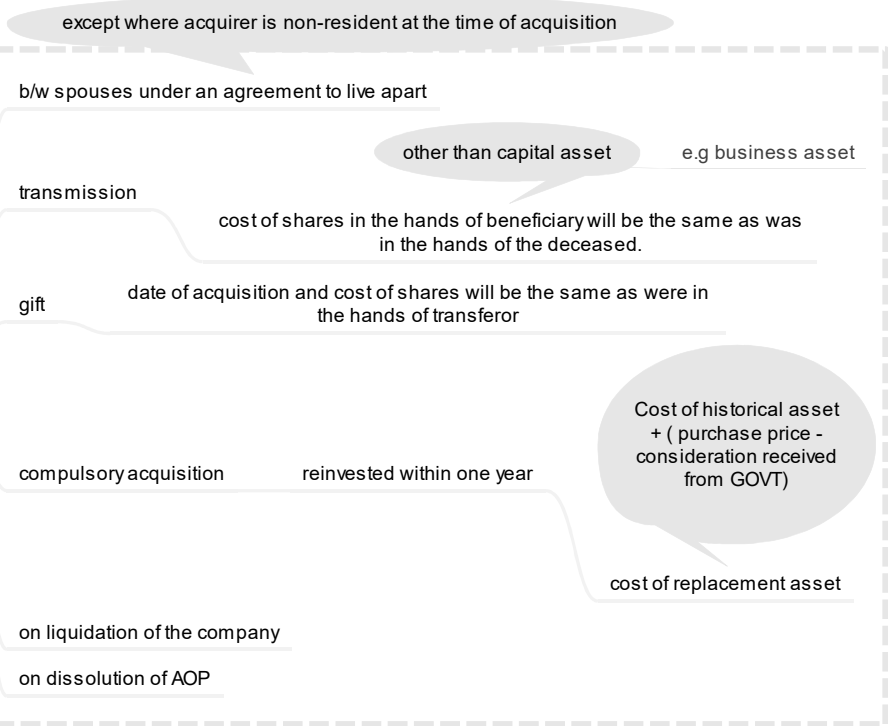 except where acquirer is non-resident at the time of acquisition
b/w spouses under an agreement to live apart
other than capital asset
e.g business asset
transmission
cost of shares in the hands of beneficiary will be the same as was
in the hands of the deceased.
gift
date of acquisition and cost of shares will be the same as were in
the hands of transferor
Cost of historical asset
+ ( purchase price -
consideration received
from GOVT)
compulsory acquisition
reinvested within one year
cost of replacement asset
on liquidation of the company
on dissolution of AOP